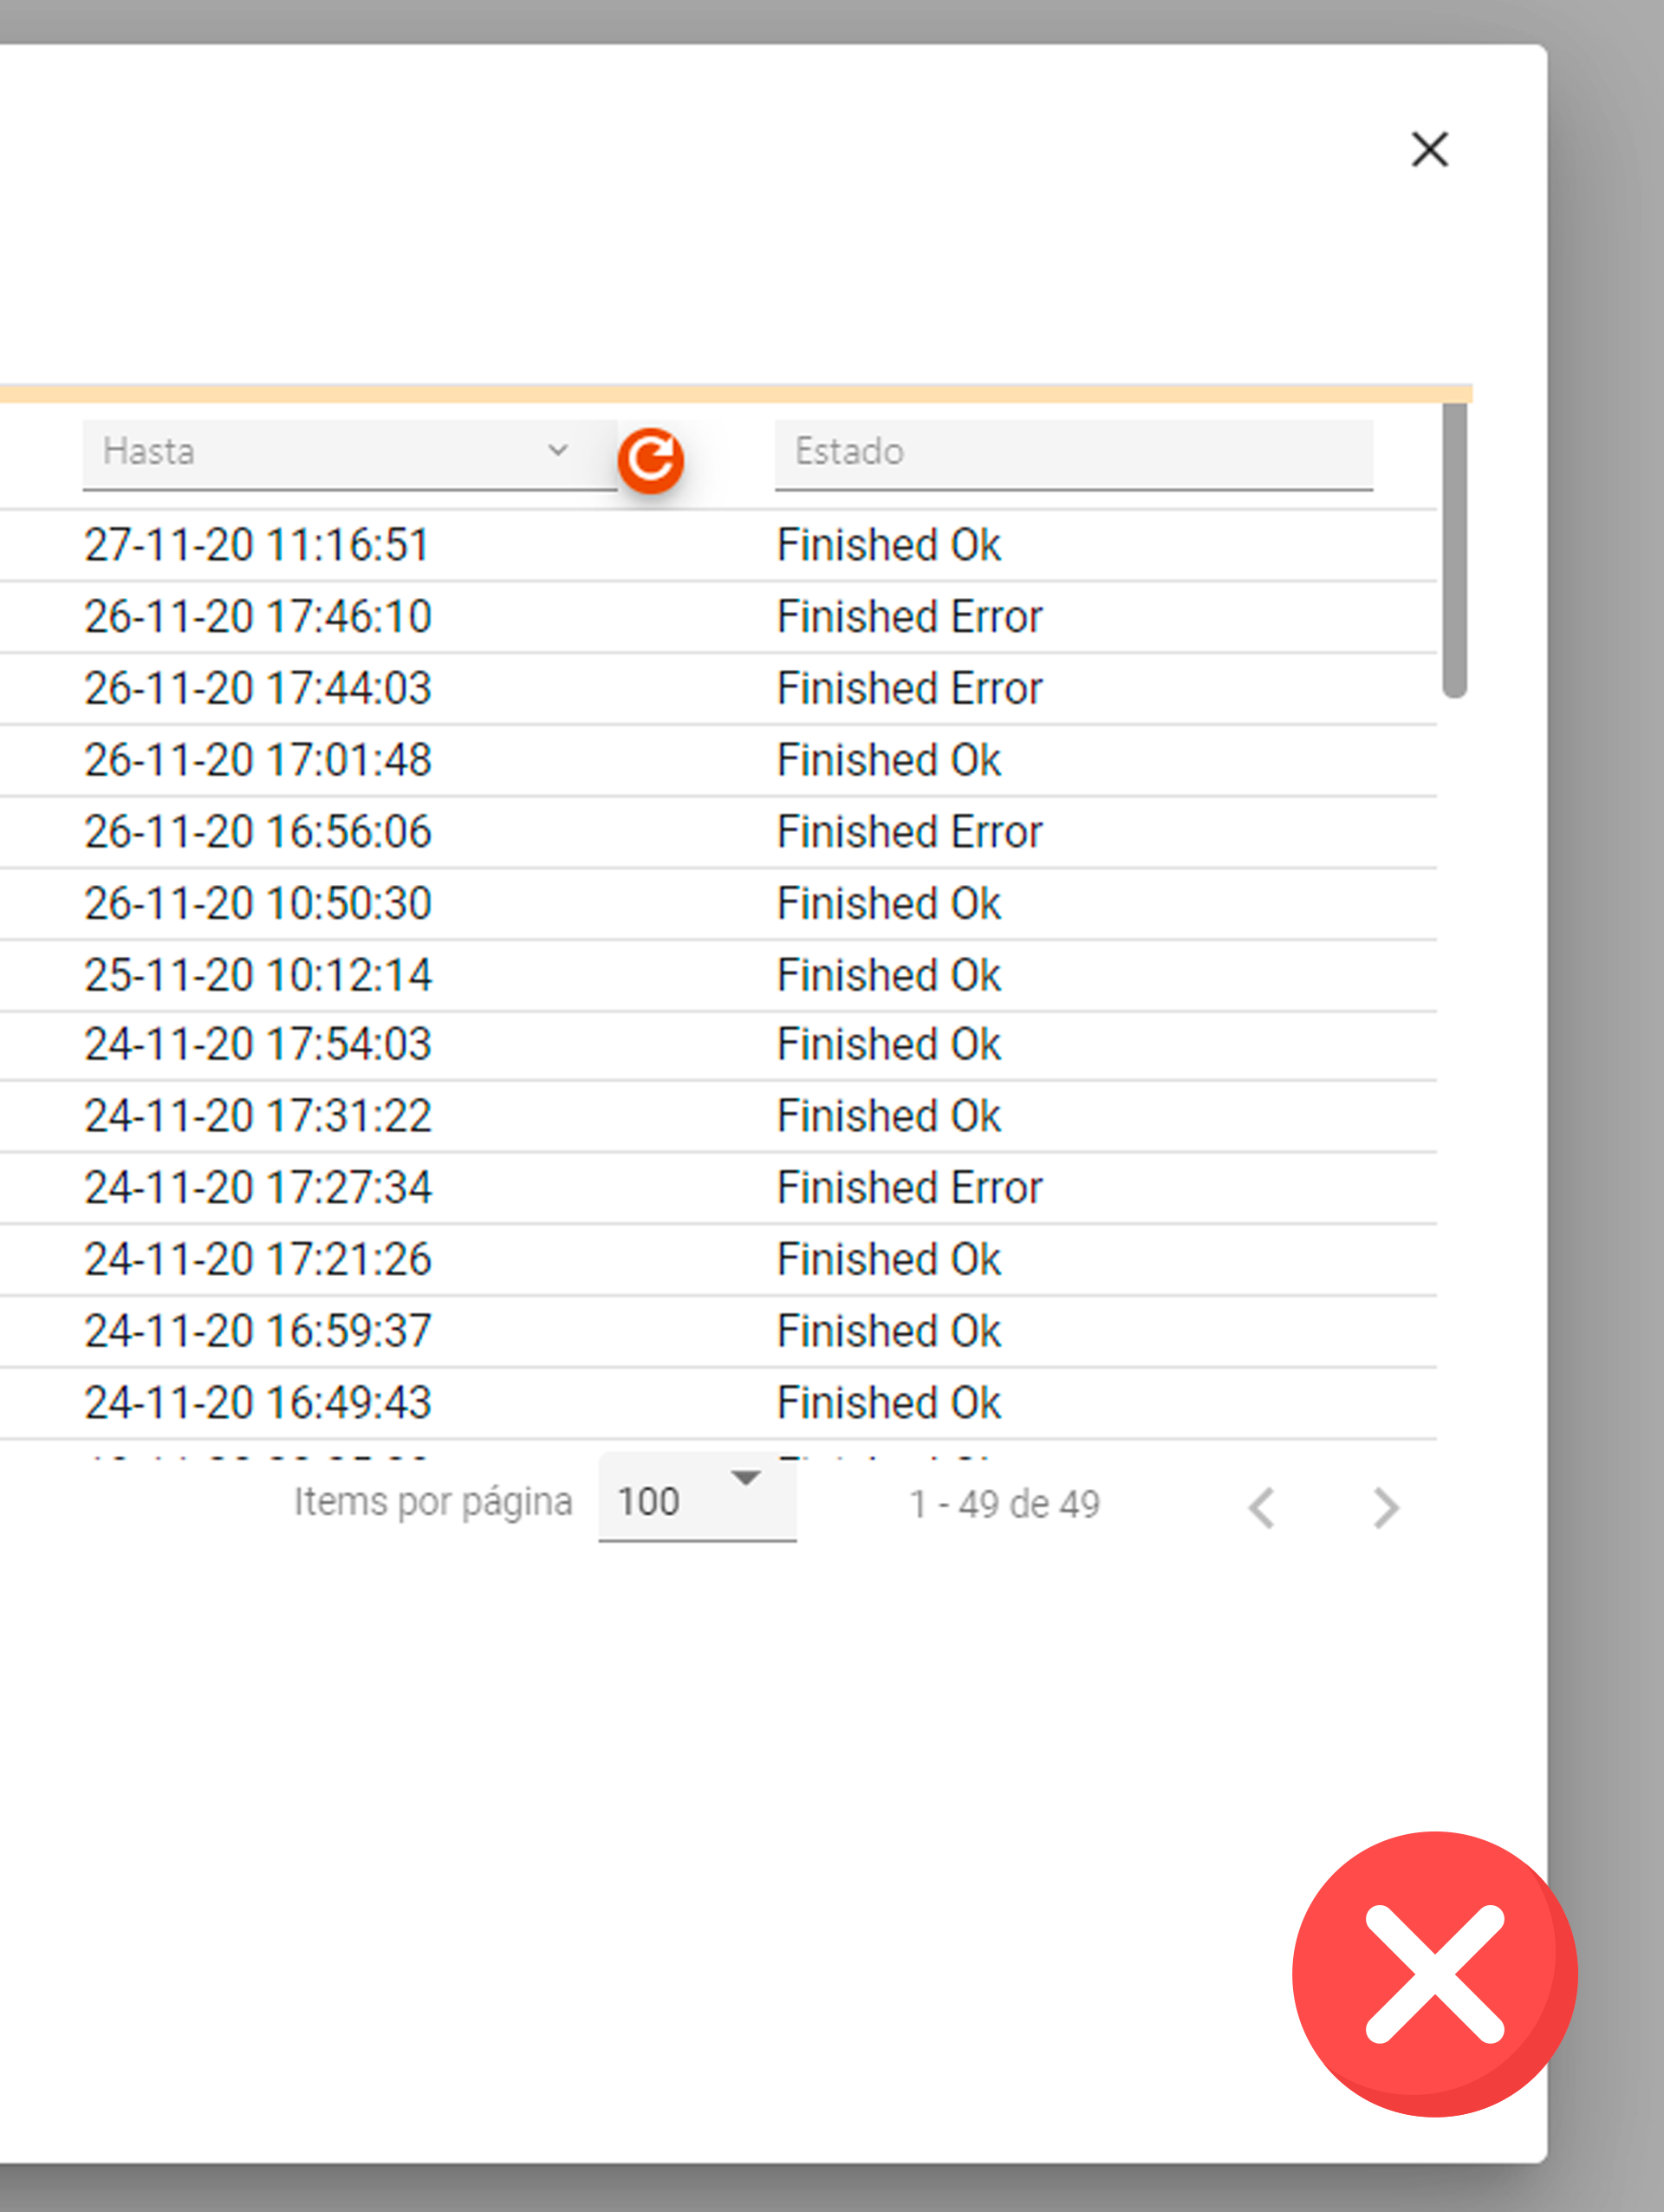 Hasta Estado
27-11-20 11:16:51 Finished Ok
26-11-20 17:46:10 Finished Error
26-11-20 17:44:03 Finished Error
26-11-20 17:01:48 Finished Ok
26-11-20 16:56:06 Finished Error
26-11-20 10:50:30 Finished Ok
25-11-20 10:12:14 Finished Ok
24-11-20 17:54:03 Finished Ok
24-11-20 17:31:22 Finished Ok
24-11-20 17:27:34 Finished Error
24-11-20 17:21:26 Finished Ok
24-11-20 16:59:37 Finished Ok
24-11-20 16:49:43 Finished Ok
Items por página 100 1 - 49 de 49